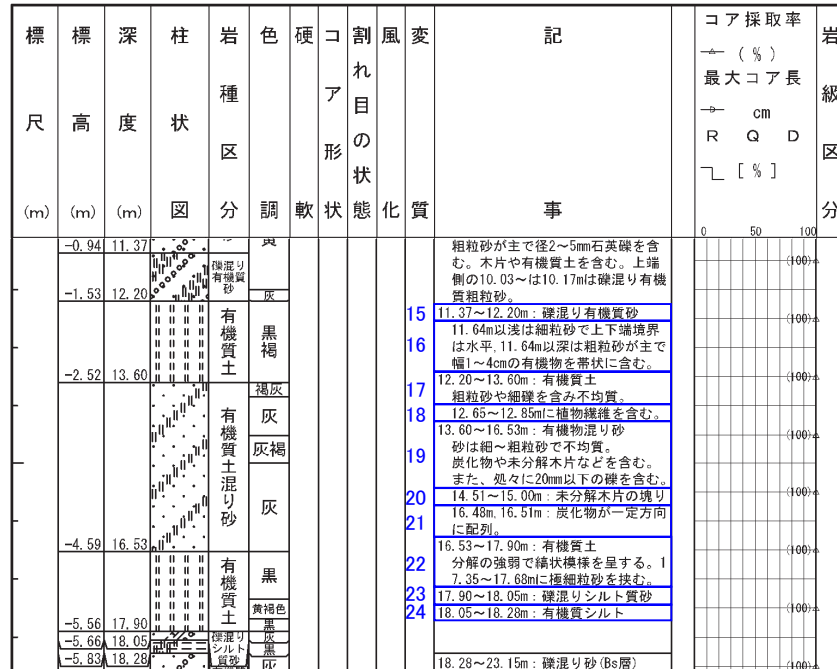 標尺(m)
標高(m)
深度(m)
柱状図
岩種区分
色調
硬軟
コア形状
割れ目の状態
風化
変質
記事
コア採取率
(%)
最大コア長
cm
R Q D
[%]
0 50 100
岩級区分
-0.94 11.37
黄
粗粒砂が主で径2～5mm石英礫を含
む。木片や有機質土を含む。上端
側の10.03～は10.17mは礫混り有機
質粗粒砂。
(100)
礫混り
有機質
砂
-1.53 12.20
灰
15
11.37～12.20m：礫混り有機質砂
(100)
16
11.64m以浅は細粒砂で上下端境界
は水平,11.64m以深は粗粒砂が主で
幅1～4cmの有機物を帯状に含む。
有機質土
黒褐
-2.52 13.60
17
12.20～13.60m：有機質土
粗粒砂や細礫を含み不均質。
(100)
褐灰
18
12.65～12.85mに植物繊維を含む。
有機質土混り砂
灰
灰褐
灰
19
13.60～16.53m：有機物混り砂
砂は細～粗粒砂で不均質。
炭化物や未分解木片などを含む。
また、処々に20mm以下の礫を含む。
(100)
20
14.51～15.00m：未分解木片の塊り
(100)
21
16.48m,16.51m：炭化物が一定方向
に配列。
-4.59 16.53
22
16.53～17.90m：有機質土
分解の強弱で縞状模様を呈する。1
7.35～17.68mに極細粒砂を挟む。
(100)
有機質土
黒
23
17.90～18.05m：礫混りシルト質砂
黄褐色
24
18.05～18.28m：有機質シルト
(100)
黒
-5.56 17.90
礫混り
シルト
質砂
灰
-5.66 18.05
黒
-5.83 18.28
灰
18.28～23.15m：礫混り砂(Bs層)
(100)